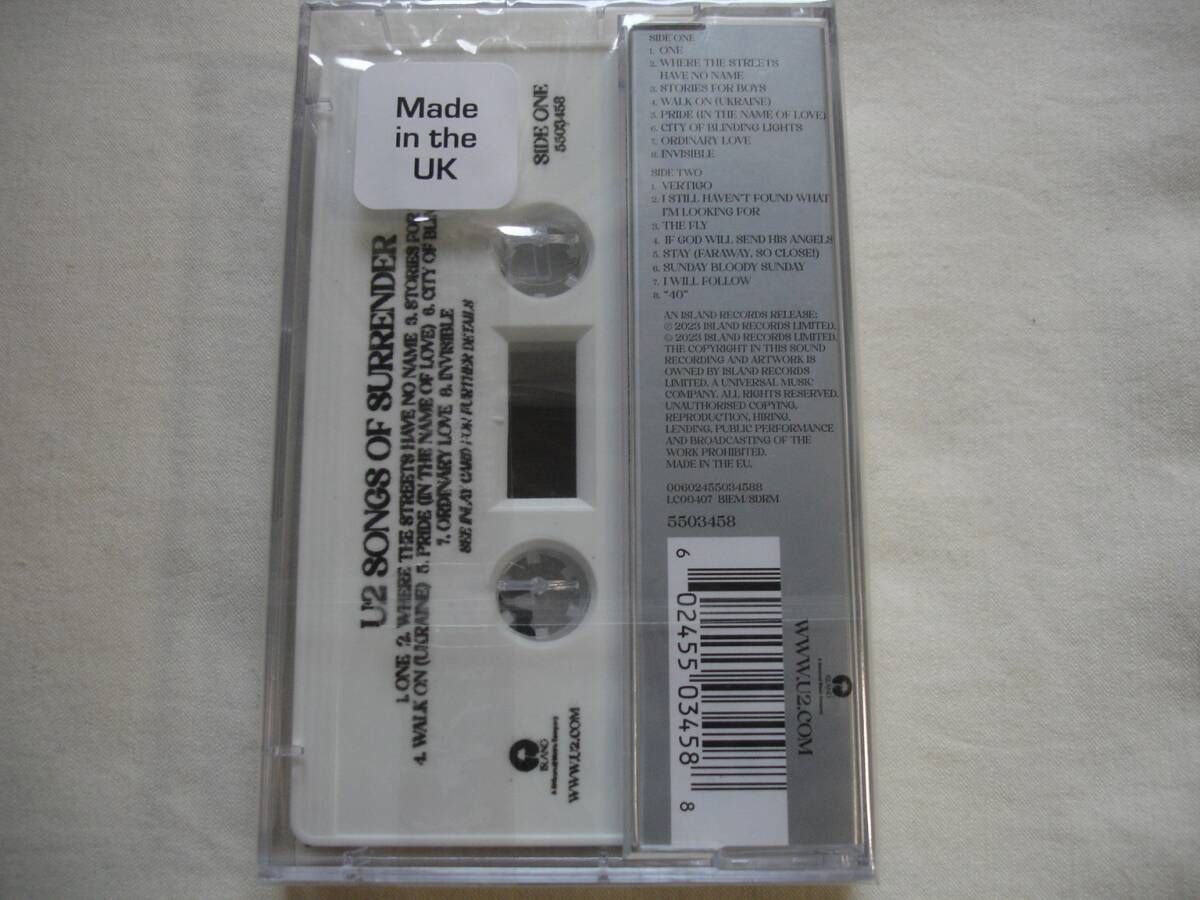 Made
in the
UK
SIDE ONE
5503458
U2 SONGS OF SURRENDER
1. ONE 2. WHERE THE STREETS HAVE NO NAME 3. STORIES FOR
4. WALK ON (UKRAINE) 5. PRIDE (IN THE NAME OF LOVE) 6. CITY OF BLIN
7. ORDINARY LOVE 8. INVISIBLE
SEE INLAY CARD FOR FURTHER DETAILS
ISLAND
A Universal Music Company
WWW.U2.COM
SIDE ONE
1. ONE
2. WHERE THE STREETS
HAVE NO NAME
3. STORIES FOR BOYS
4. WALK ON (UKRAINE)
5. PRIDE (IN THE NAME OF LOVE)
6. CITY OF BLINDING LIGHTS
7. ORDINARY LOVE
8. INVISIBLE
SIDE TWO
1. VERTIGO
2. I STILL HAVEN'T FOUND WHAT
I'M LOOKING FOR
3. THE FLY
4. IF GOD WILL SEND HIS ANGELS
5. STAY (FARAWAY, SO CLOSE!)
6. SUNDAY BLOODY SUNDAY
7. I WILL FOLLOW
8. "40"
AN ISLAND RECORDS RELEASE;
℗ 2023 ISLAND RECORDS LIMITED.
© 2023 ISLAND RECORDS LIMITED.
THE COPYRIGHT IN THIS SOUND
RECORDING AND ARTWORK IS
OWNED BY ISLAND RECORDS
LIMITED. A UNIVERSAL MUSIC
COMPANY. ALL RIGHTS RESERVED.
UNAUTHORISED COPYING,
REPRODUCTION, HIRING,
LENDING, PUBLIC PERFORMANCE
AND BROADCASTING OF THE
WORK PROHIBITED.
MADE IN THE EU.
00602455034588
LC00407 BIEM/SDRM
5503458
6 02455 03458 8
WWW.U2.COM
ISLAND
A Universal Music Company